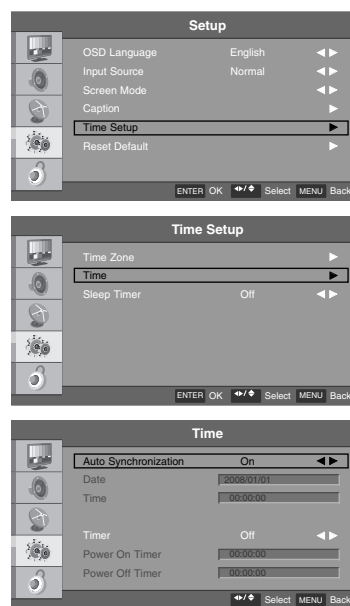 Setup
OSD Language English
Input Source Normal
Screen Mode
Caption
Time Setup
Reset Default
ENTER OK Select MENU Back
Time Setup
Time Zone
Time
Sleep Timer Off
ENTER OK Select MENU Back
Time
Auto Synchronization On
Date 2008/01/01
Time 00:00:00
Timer Off
Power On Timer 00:00:00
Power Off Timer 00:00:00
Select MENU Back